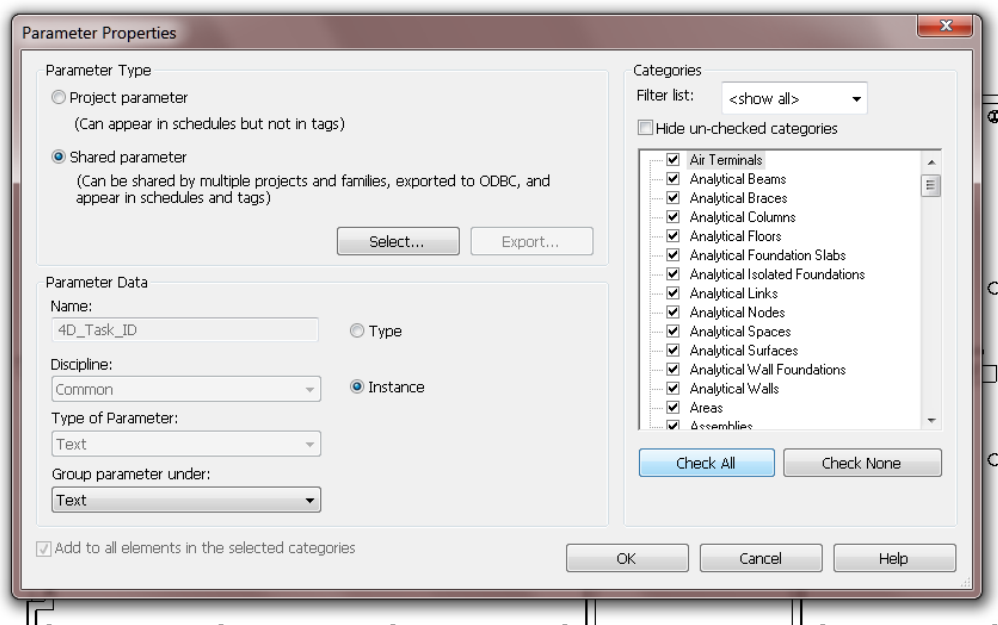 Parameter Properties
Parameter Type
Project parameter
(Can appear in schedules but not in tags)
Shared parameter
(Can be shared by multiple projects and families, exported to ODBC, and
appear in schedules and tags)
Select...
Export...
Parameter Data
Name:
4D_Task_ID
Type
Discipline:
Common
Instance
Type of Parameter:
Text
Group parameter under:
Text
Add to all elements in the selected categories
Categories
Filter list:
<show all>
Hide un-checked categories
Air Terminals
Analytical Beams
Analytical Braces
Analytical Columns
Analytical Floors
Analytical Foundation Slabs
Analytical Isolated Foundations
Analytical Links
Analytical Nodes
Analytical Spaces
Analytical Surfaces
Analytical Wall Foundations
Analytical Walls
Areas
Assemblies
Check All
Check None
OK
Cancel
Help